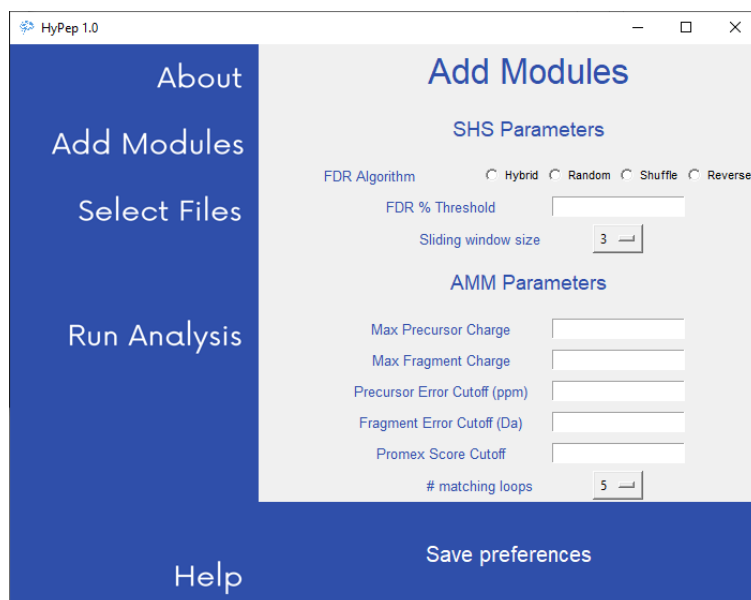 HyPep 1.0
About
Add Modules
Select Files
Run Analysis
Help
Add Modules
SHS Parameters
FDR Algorithm Hybrid Random Shuffle Reverse
FDR % Threshold
Sliding window size 3
AMM Parameters
Max Precursor Charge
Max Fragment Charge
Precursor Error Cutoff (ppm)
Fragment Error Cutoff (Da)
Promex Score Cutoff
# matching loops 5
Save preferences